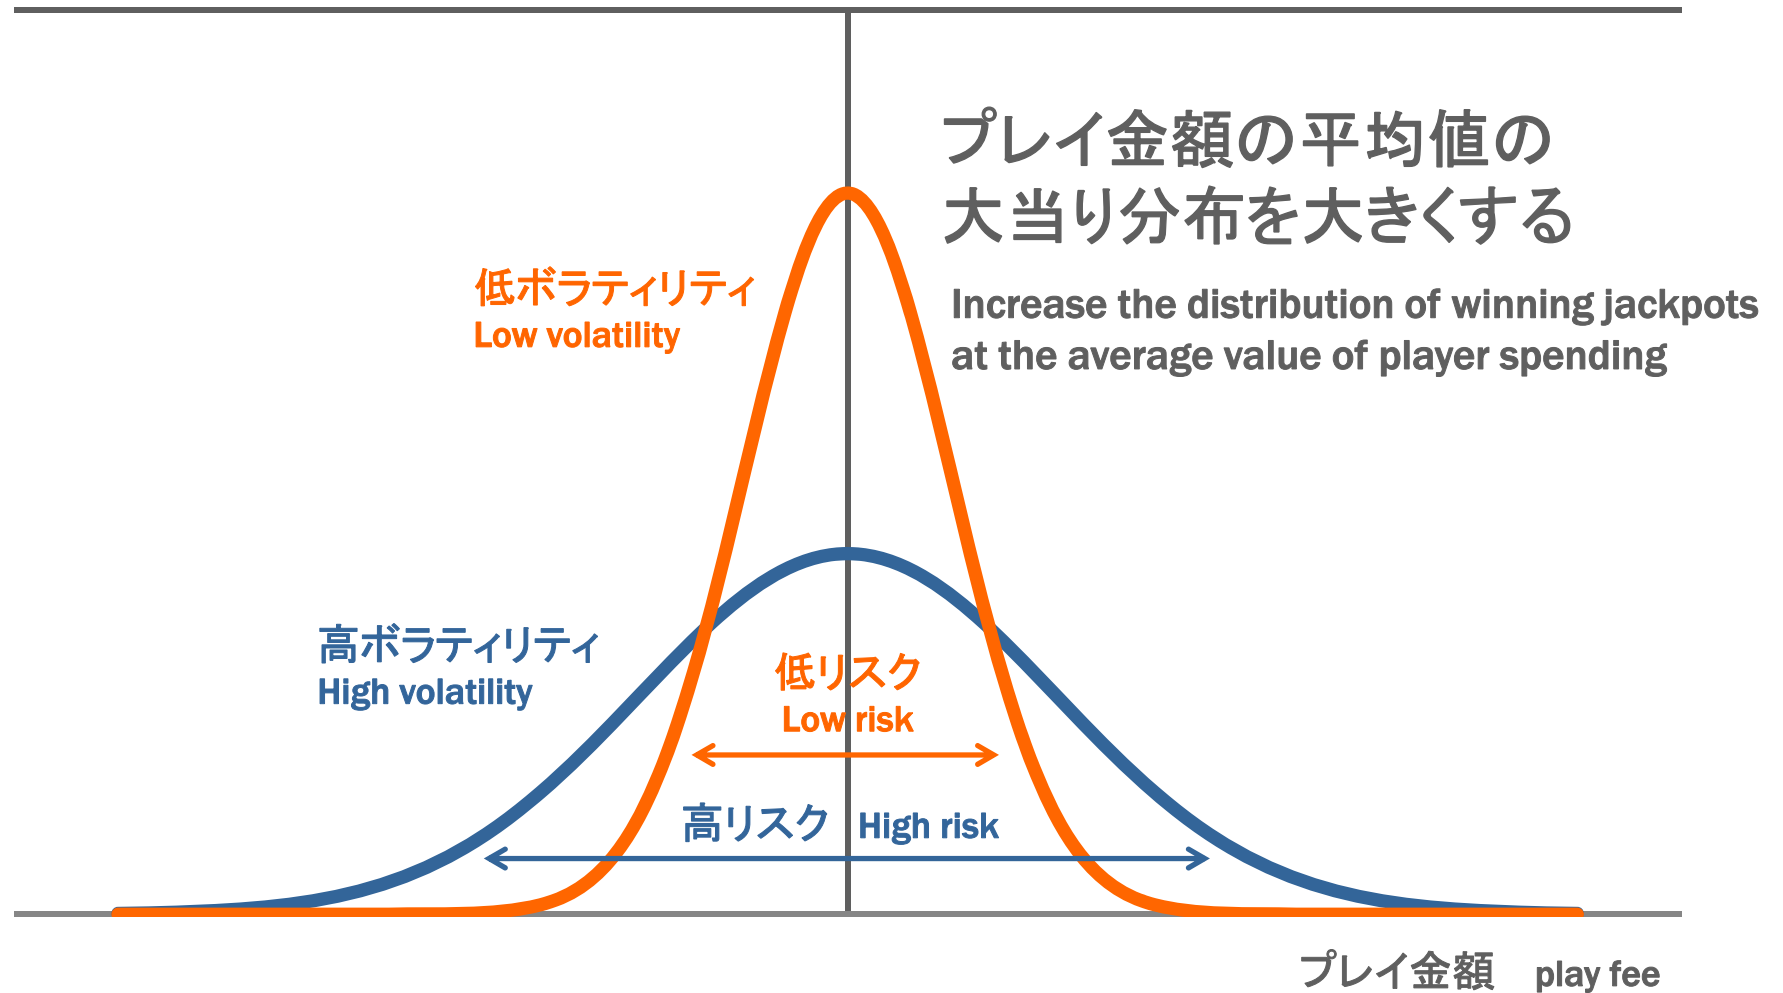 プレイ金額の平均値の
大当り分布を大きくする
Increase the distribution of winning jackpots
at the average value of player spending
低ボラティリティ
Low volatility
高ボラティリティ
High volatility
低リスク
Low risk
高リスク High risk
プレイ金額 play fee